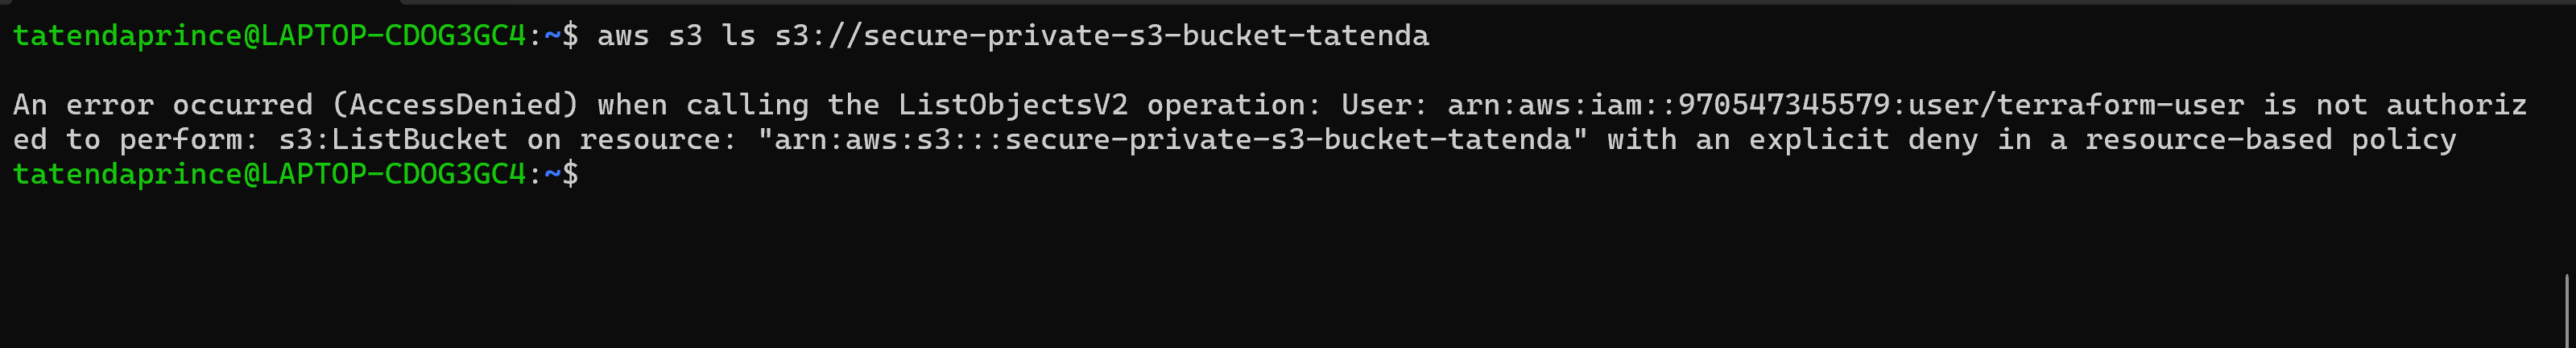 tatendaprince@LAPTOP-CDOG3GC4:~$ aws s3 ls s3://secure-private-s3-bucket-tatenda
An error occurred (AccessDenied) when calling the ListObjectsV2 operation: User: arn:aws:iam::970547345579:user/terraform-user is not authoriz
ed to perform: s3:ListBucket on resource: "arn:aws:s3:::secure-private-s3-bucket-tatenda" with an explicit deny in a resource-based policy
tatendaprince@LAPTOP-CDOG3GC4:~$